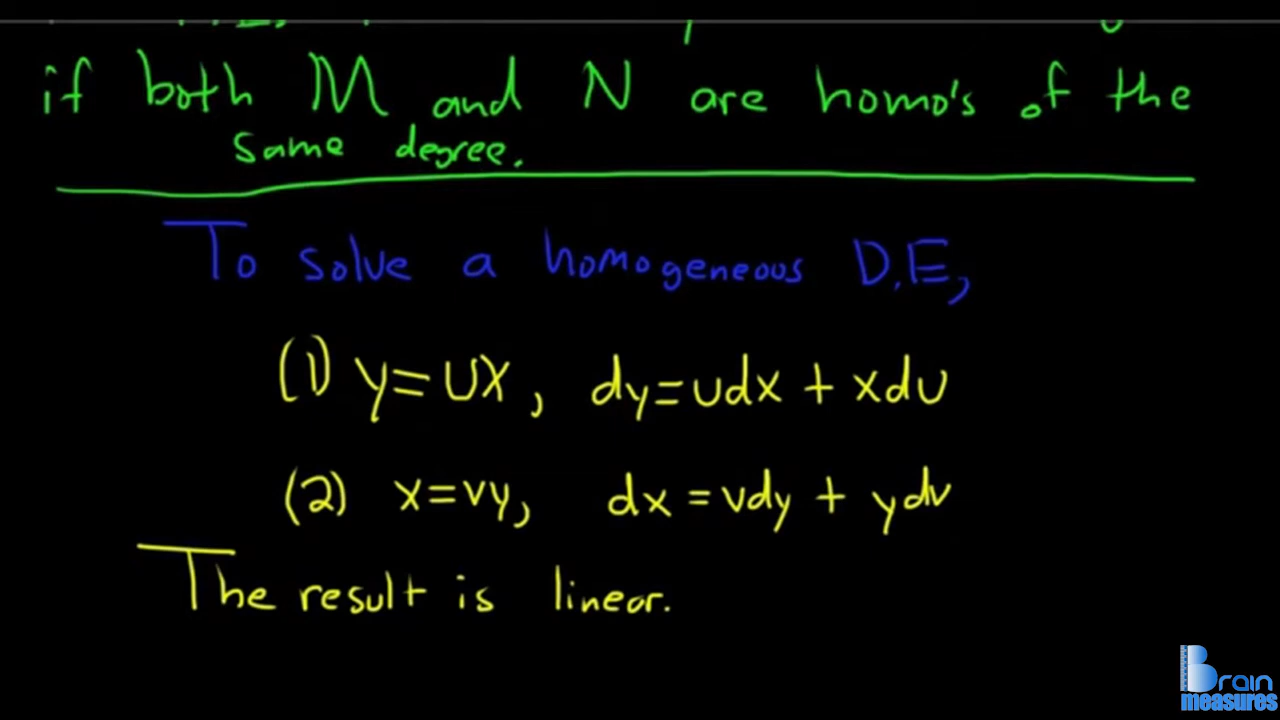 if both M and N are homo's of the
same degree.
To solve a homogeneous D.E,
(1) y=ux, dy=udx + xdu
(2) x=vy, dx=vdy + ydv
The result is linear.
Brain
measures